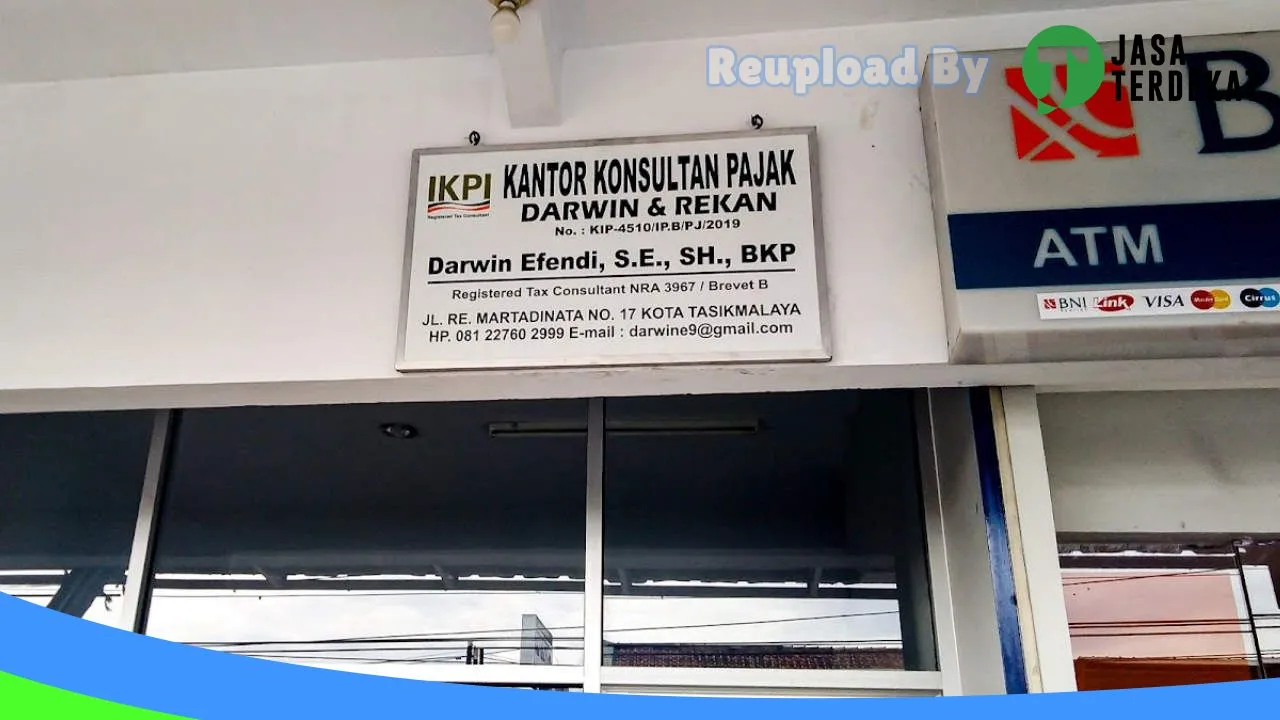 Reupload By
JASA
TERDEKA
IKPI
Registered Tax Consultant
KANTOR KONSULTAN PAJAK
DARWIN & REKAN
No. : KIP-4510/IP.B/PJ/2019
Darwin Efendi, S.E., SH., BKP
Registered Tax Consultant NRA 3967 / Brevet B
JL. RE. MARTADINATA NO. 17 KOTA TASIKMALAYA
HP. 081 22760 2999 E-mail : darwine9@gmail.com
B
ATM
BNI Link VISA MasterCard Cirrus